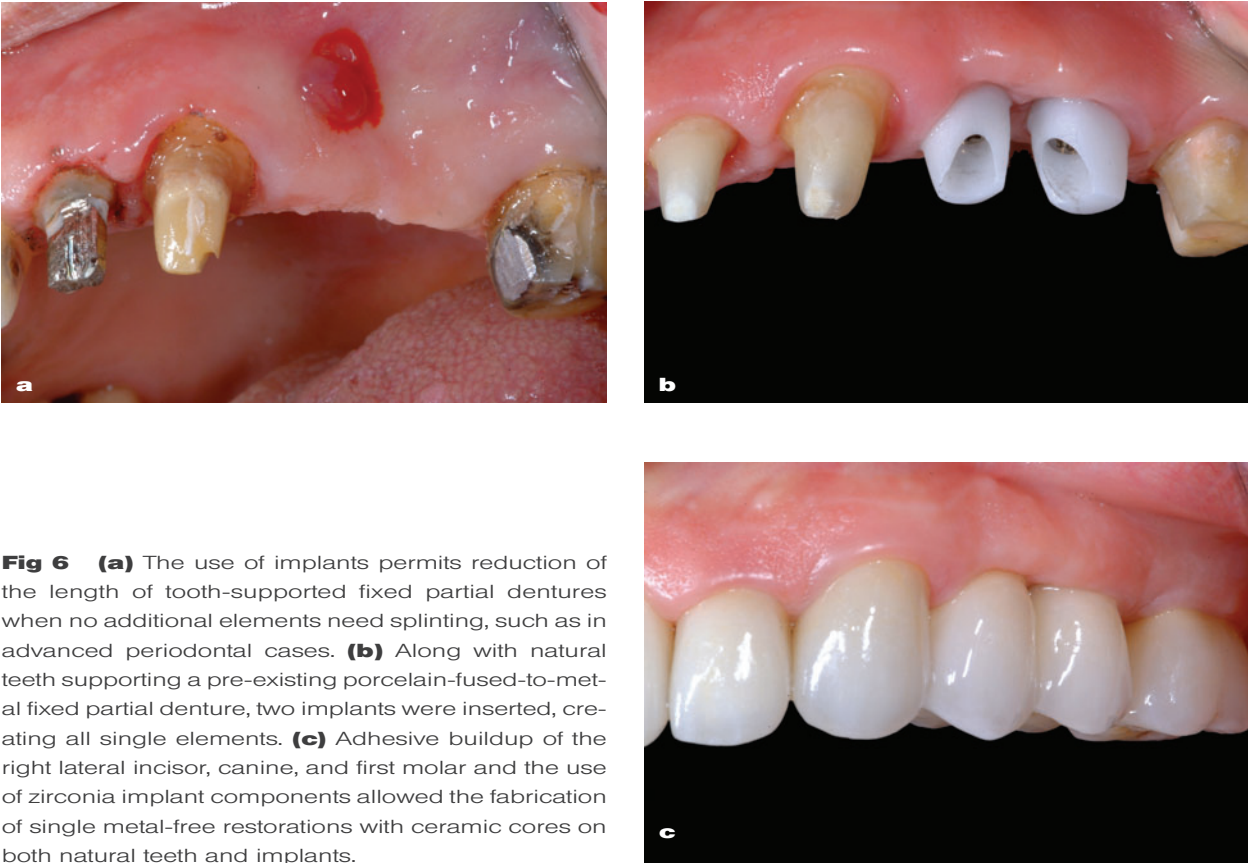 a
b
Fig 6 (a) The use of implants permits reduction of
the length of tooth-supported fixed partial dentures
when no additional elements need splinting, such as in
advanced periodontal cases. (b) Along with natural
teeth supporting a pre-existing porcelain-fused-to-met-
al fixed partial denture, two implants were inserted, cre-
ating all single elements. (c) Adhesive buildup of the
right lateral incisor, canine, and first molar and the use
of zirconia implant components allowed the fabrication
of single metal-free restorations with ceramic cores on
both natural teeth and implants.
c